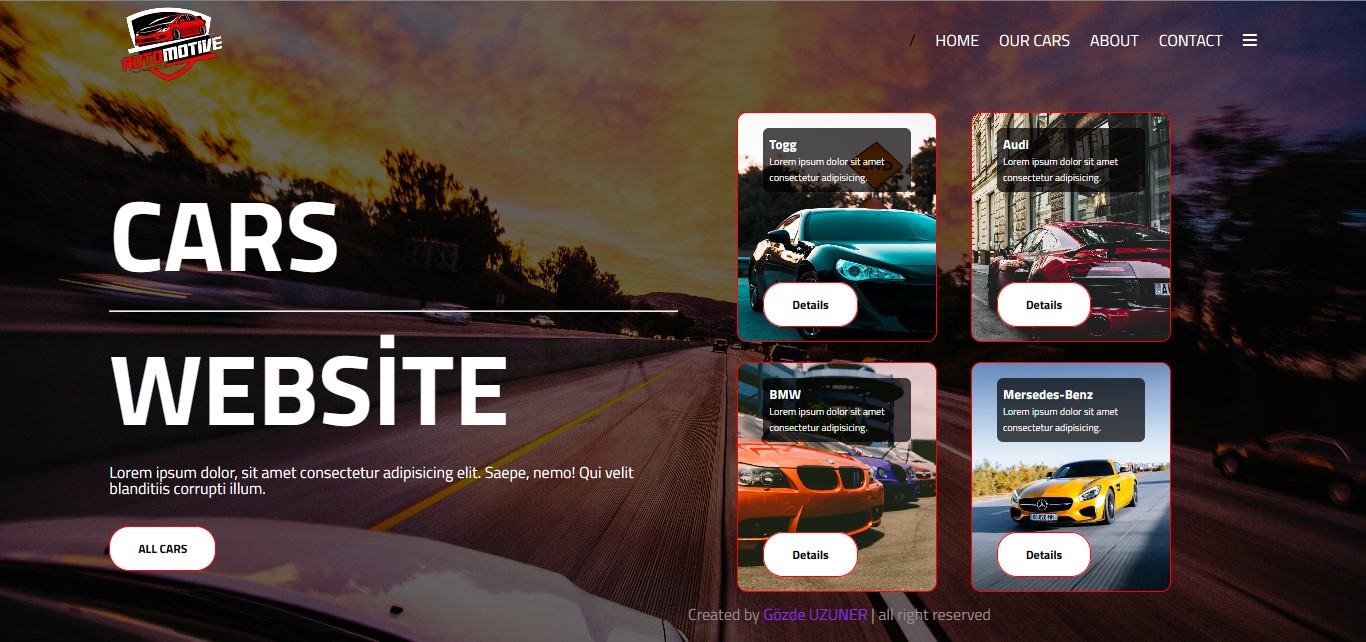 AUTOMOTIVE
/ HOME OUR CARS ABOUT CONTACT
CARS
WEBSİTE
Lorem ipsum dolor, sit amet consectetur adipisicing elit. Saepe, nemo! Qui velit
blanditiis corrupti illum.
ALL CARS
Togg
Lorem ipsum dolor sit amet
consectetur adipisicing.
Details
Audi
Lorem ipsum dolor sit amet
consectetur adipisicing.
Details
BMW
Lorem ipsum dolor sit amet
consectetur adipisicing.
Details
Mersedes-Benz
Lorem ipsum dolor sit amet
consectetur adipisicing.
Details
Created by Gözde UZUNER | all right reserved